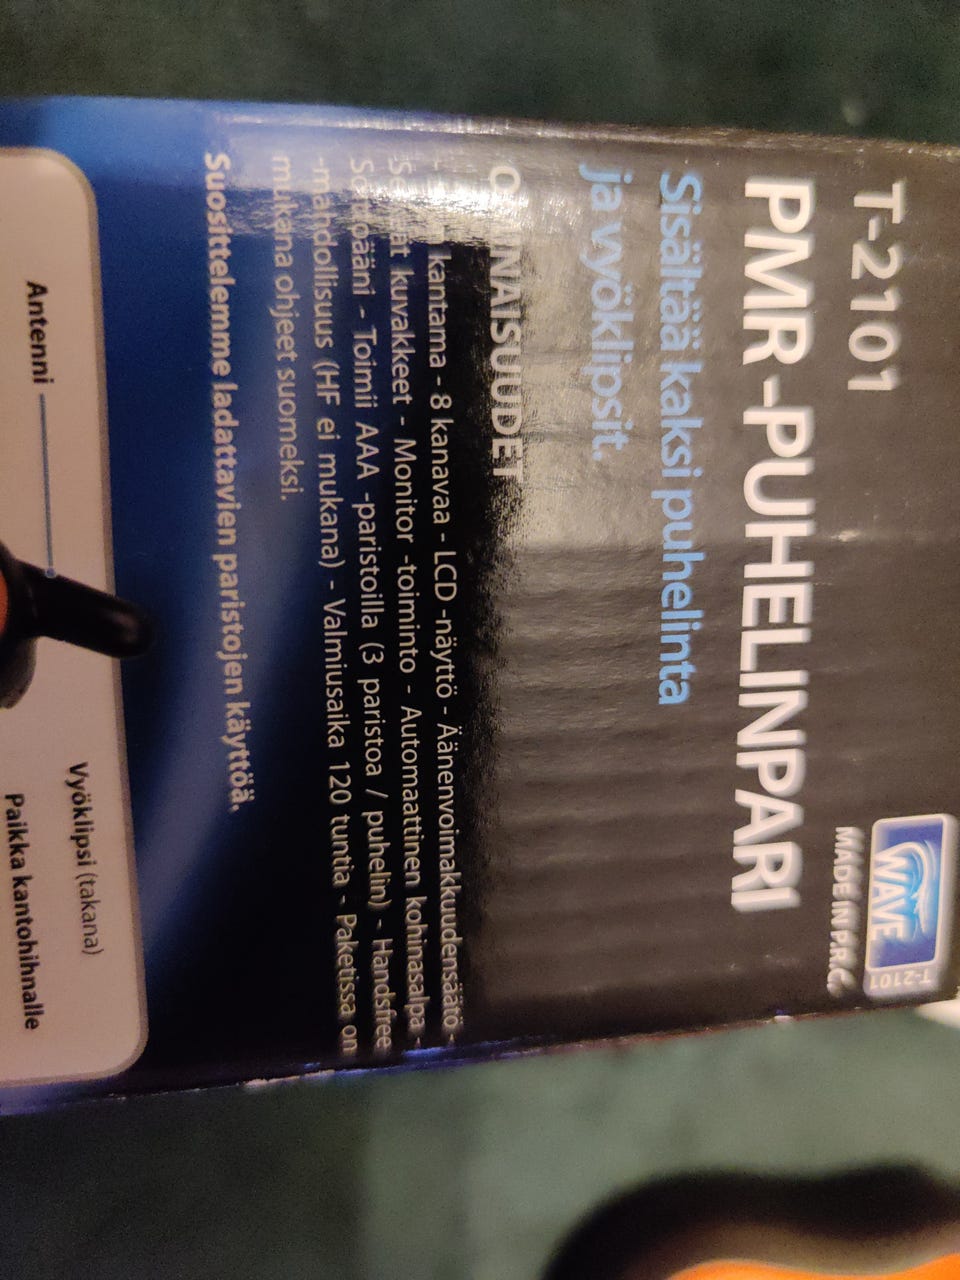 T-2101
WAVE
T-2101
MADE IN P.R.C.
PMR-PUHELINPARI
Sisältää kaksi puhelinta
ja vyöklipsit.
OMINAISUUDET
kantama - 8 kanavaa - LCD -näyttö - Äänenvoimakkuudensäätö -
kuvakkeet - Monitor -toiminto - Automaattinen kohinasalpa -
- Toimii AAA -paristoilla (3 paristoa / puhelin) - Handsfree
-mahdollisuus (HF ei mukana) - Valmiusaika 120 tuntia - Paketissa on
mukana ohjeet suomeksi.
Suosittelemme ladattavien paristojen käyttöä.
Antenni
Vyöklipsi (takana)
Paikka kantohihnalle